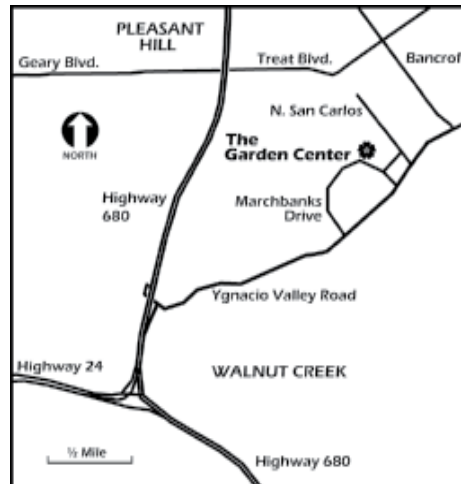 PLEASANT
HILL
Geary Blvd.
Treat Blvd.
Bancrof
N. San Carlos
NORTH
The
Garden Center
Highway
680
Marchbanks
Drive
Ygnacio Valley Road
Highway 24
WALNUT CREEK
½ Mile
Highway 680